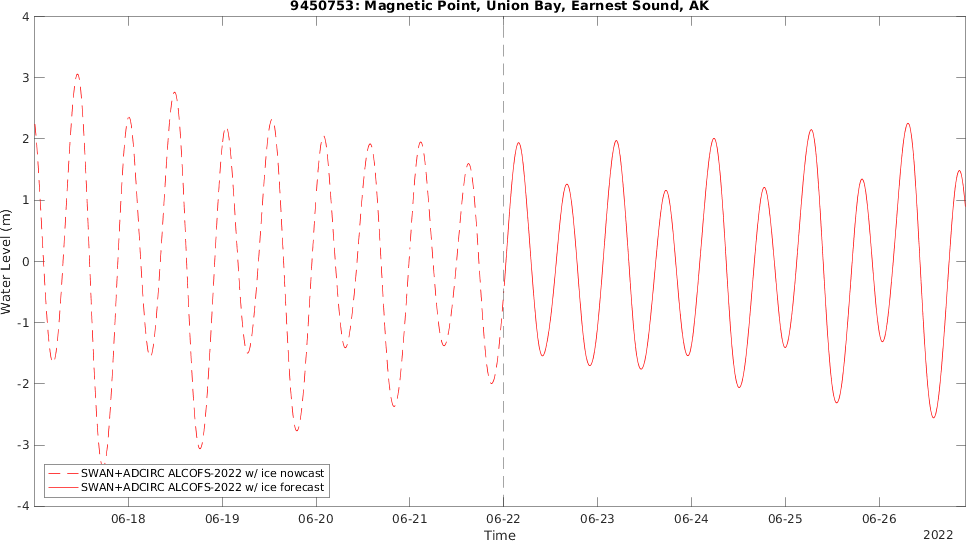 9450753: Magnetic Point, Union Bay, Earnest Sound, AK
4
3
2
1
0
-1
-2
-3
-4
Water Level (m)
SWAN+ADCIRC ALCOFS-2022 w/ ice nowcast
SWAN+ADCIRC ALCOFS-2022 w/ ice forecast
06-18 06-19 06-20 06-21 06-22 06-23 06-24 06-25 06-26
Time
2022